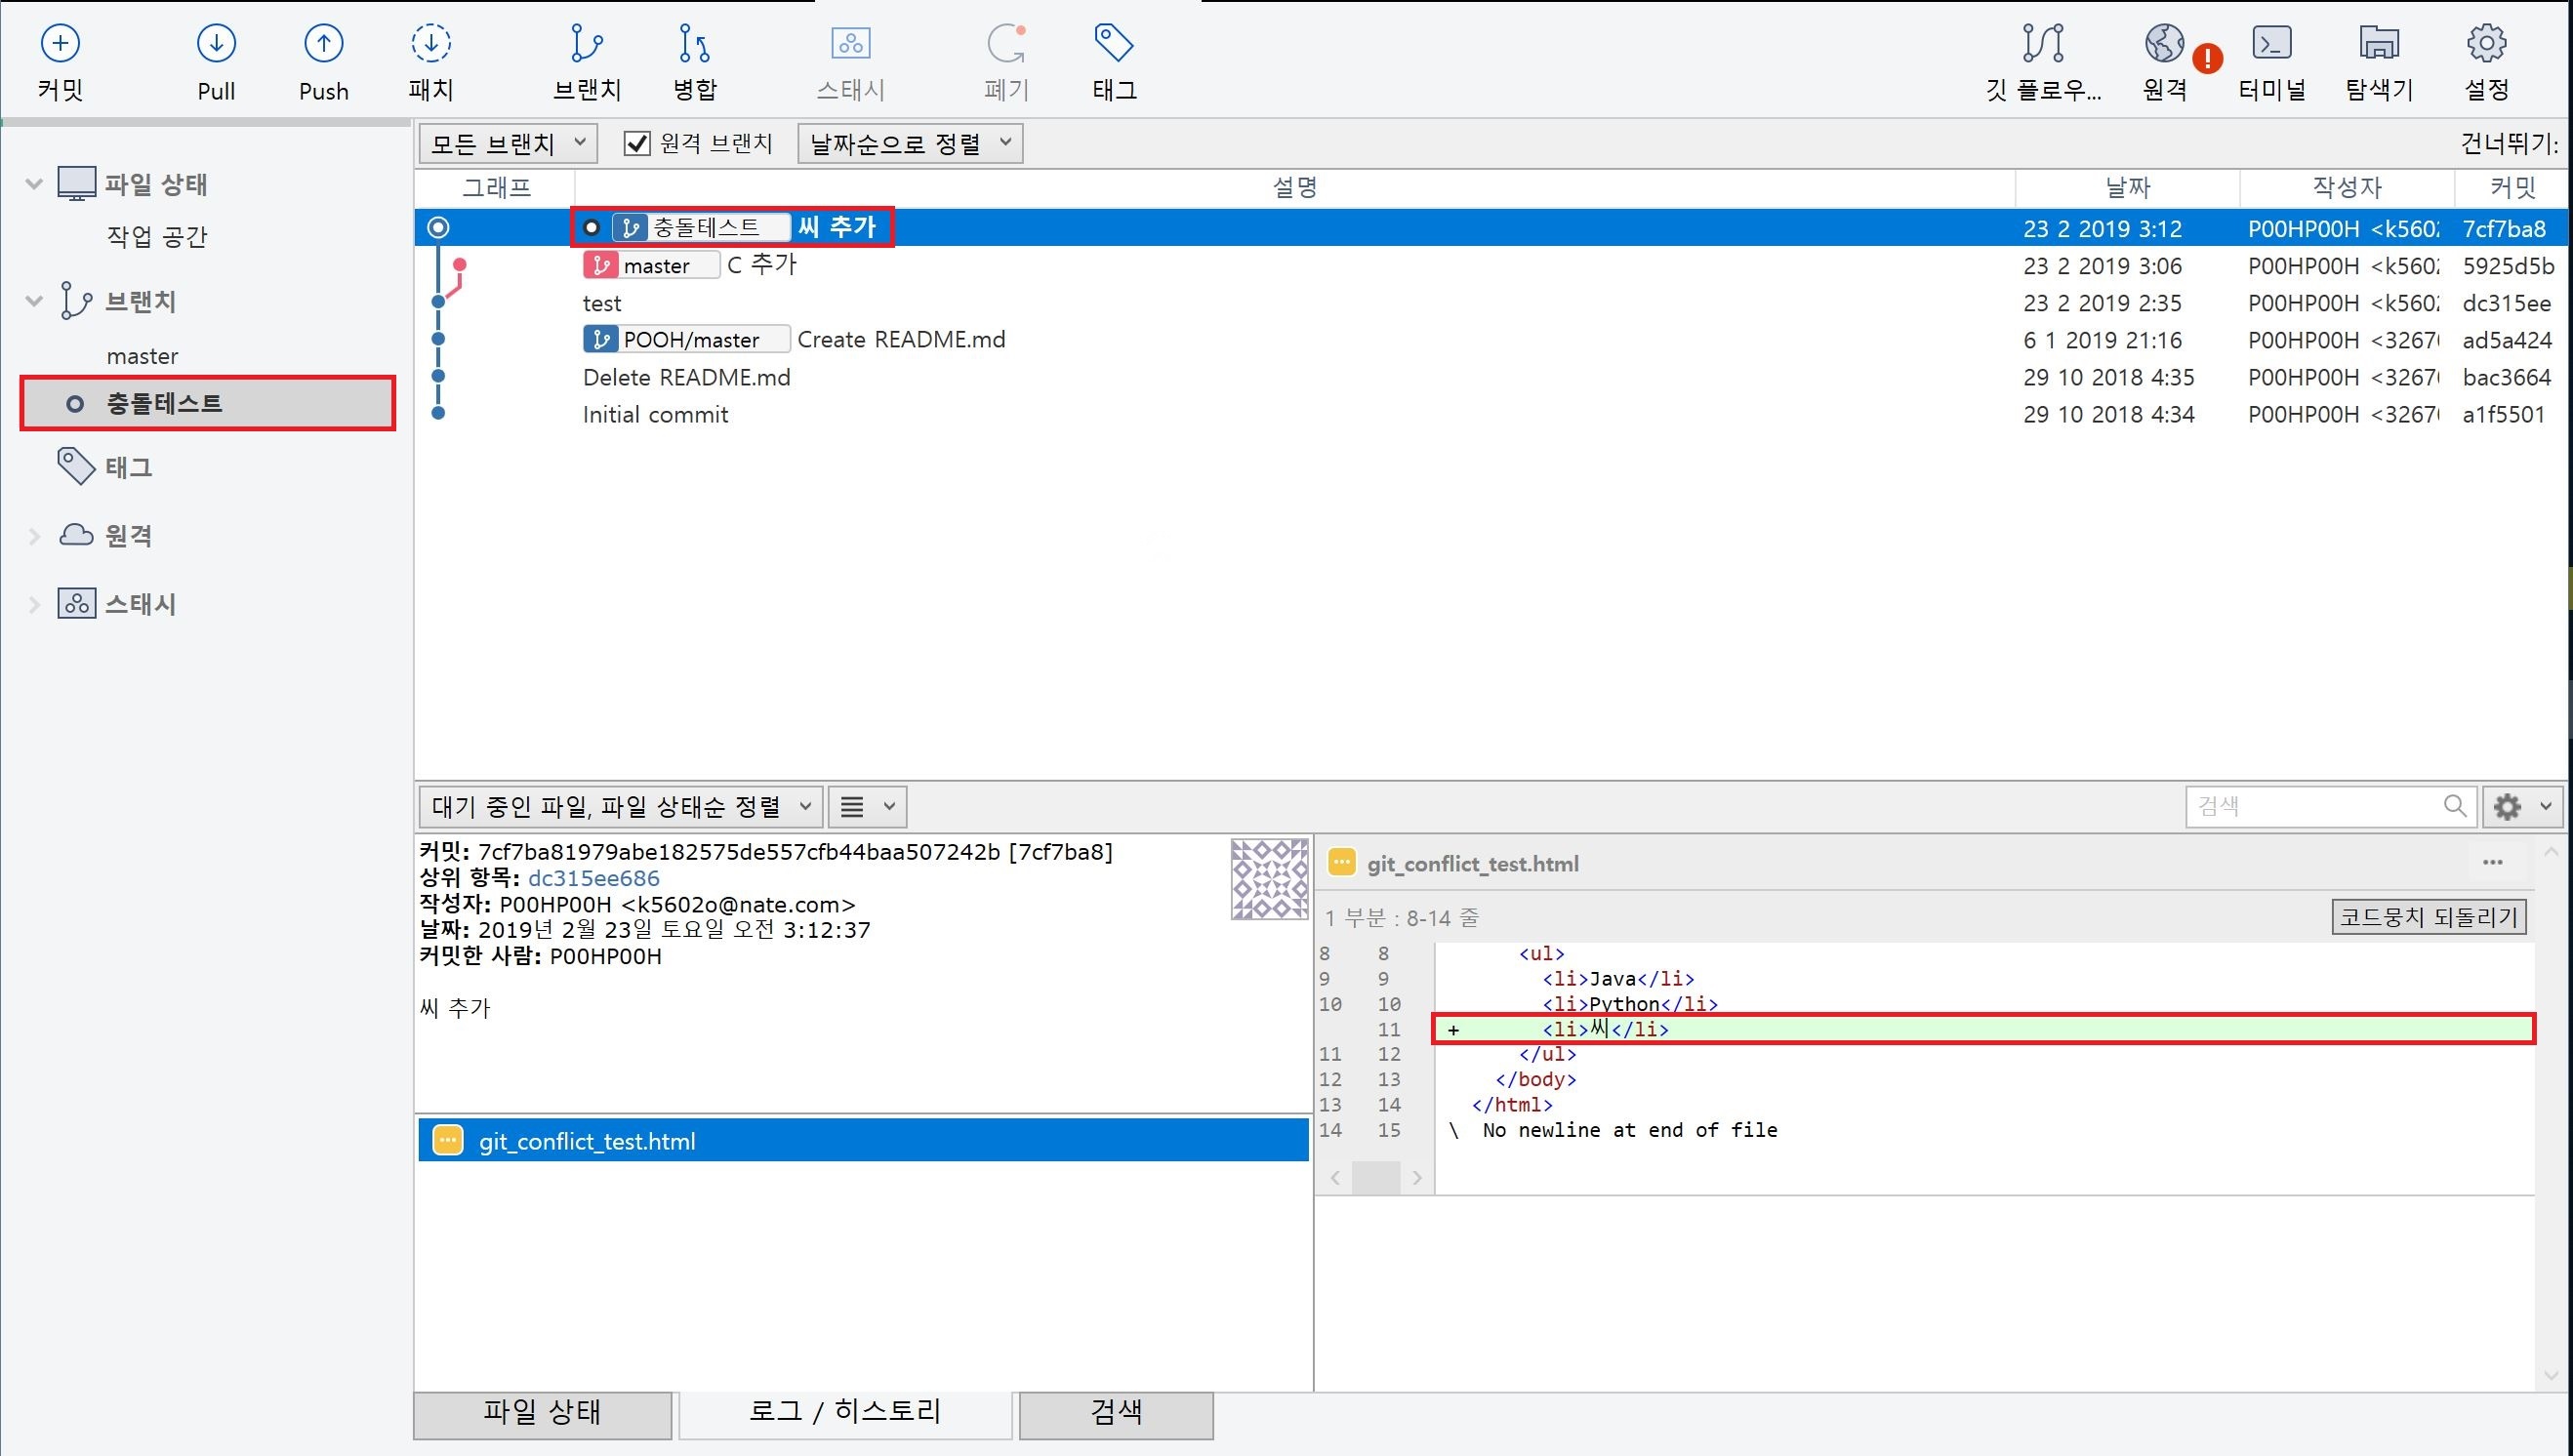 커밋 Pull Push 패치 브랜치 병합 스태시 폐기 태그 깃 플로우... 원격 터미널 탐색기 설정
모든 브랜치 원격 브랜치 날짜순으로 정렬 건너뛰기:
파일 상태
작업 공간
브랜치
master
충돌테스트
태그
원격
스태시
그래프 설명 날짜 작성자 커밋
충돌테스트 씨 추가 23 2 2019 3:12 P00HP00H <k5602 7cf7ba8
master C 추가 23 2 2019 3:06 P00HP00H <k5602 5925d5b
test 23 2 2019 2:35 P00HP00H <k5602 dc315ee
POOH/master Create README.md 6 1 2019 21:16 P00HP00H <3267 ad5a424
Delete README.md 29 10 2018 4:35 P00HP00H <3267 bac3664
Initial commit 29 10 2018 4:34 P00HP00H <3267 a1f5501
대기 중인 파일, 파일 상태순 정렬 검색
커밋: 7cf7ba81979abe182575de557cfb44baa507242b [7cf7ba8]
상위 항목: dc315ee686
작성자: P00HP00H <k5602o@nate.com>
날짜: 2019년 2월 23일 토요일 오전 3:12:37
커밋한 사람: P00HP00H
씨 추가
git_conflict_test.html
git_conflict_test.html
1 부분 : 8-14 줄 코드뭉치 되돌리기
8 8 <ul>
9 9 <li>Java</li>
10 10 <li>Python</li>
11 + <li>씨</li>
11 12 </ul>
12 13 </body>
13 14 </html>
14 15 \ No newline at end of file
파일 상태 로그 / 히스토리 검색